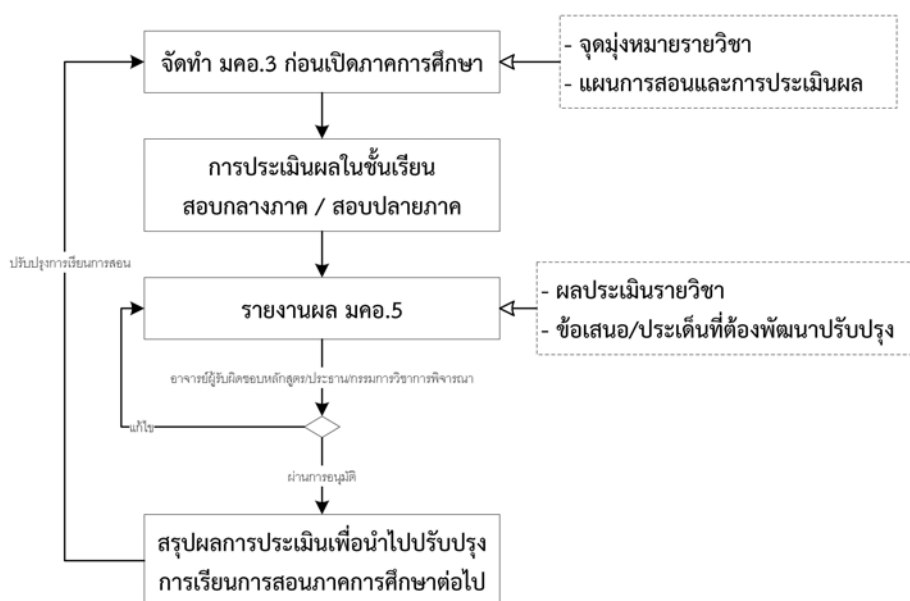 จัดทำ มคอ.3 ก่อนเปิดภาคการศึกษา
- จุดมุ่งหมายรายวิชา
- แผนการสอนและการประเมินผล
การประเมินผลในชั้นเรียน
สอบกลางภาค / สอบปลายภาค
ปรับปรุงการเรียนการสอน
รายงานผล มคอ.5
- ผลประเมินรายวิชา
- ข้อเสนอ/ประเด็นที่ต้องพัฒนาปรับปรุง
อาจารย์ผู้รับผิดชอบหลักสูตร/ประธาน/กรรมการวิชาการพิจารณา
แก้ไข
ผ่านการอนุมัติ
สรุปผลการประเมินเพื่อนำไปปรับปรุง
การเรียนการสอนภาคการศึกษาต่อไป